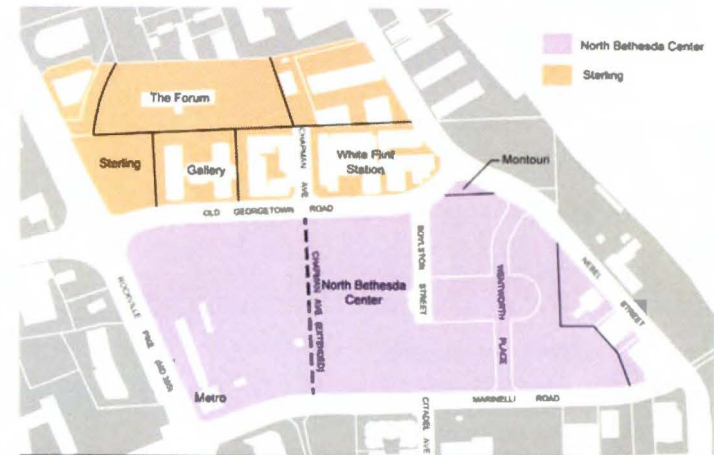 North Bethesda Center
Sterling
The Forum
CHAPMAN AVE
White Flint
Station
Montouri
Sterling
Gallery
OLD GEORGETOWN ROAD
BOYLSTON
STREET
NEBEL STREET
CHAPMAN AVE (EXTENDED)
North Bethesda
Center
WENTWORTH PLACE
ROCKVILLE PIKE (MD 355)
Metro
CITADEL AVE
MARINELLI ROAD